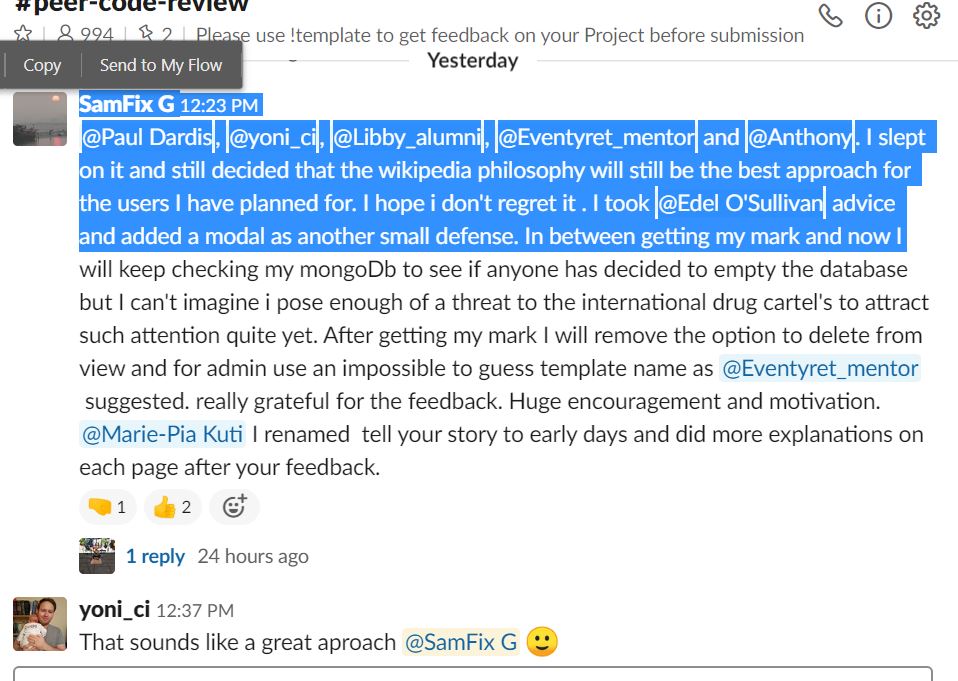 #peer-code-review
994 2 Please use !template to get feedback on your Project before submission
Copy Send to My Flow
Yesterday
SamFix G 12:23 PM
@Paul Dardis, @yoni_ci, @Libby_alumni, @Eventyret_mentor and @Anthony. I slept
on it and still decided that the wikipedia philosophy will still be the best approach for
the users I have planned for. I hope i don't regret it . I took @Edel O'Sullivan advice
and added a modal as another small defense. In between getting my mark and now I
will keep checking my mongoDb to see if anyone has decided to empty the database
but I can't imagine i pose enough of a threat to the international drug cartel's to attract
such attention quite yet. After getting my mark I will remove the option to delete from
view and for admin use an impossible to guess template name as @Eventyret_mentor
suggested. really grateful for the feedback. Huge encouragement and motivation.
@Marie-Pia Kuti I renamed tell your story to early days and did more explanations on
each page after your feedback.
1 2
1 reply 24 hours ago
yoni_ci 12:37 PM
That sounds like a great aproach @SamFix G